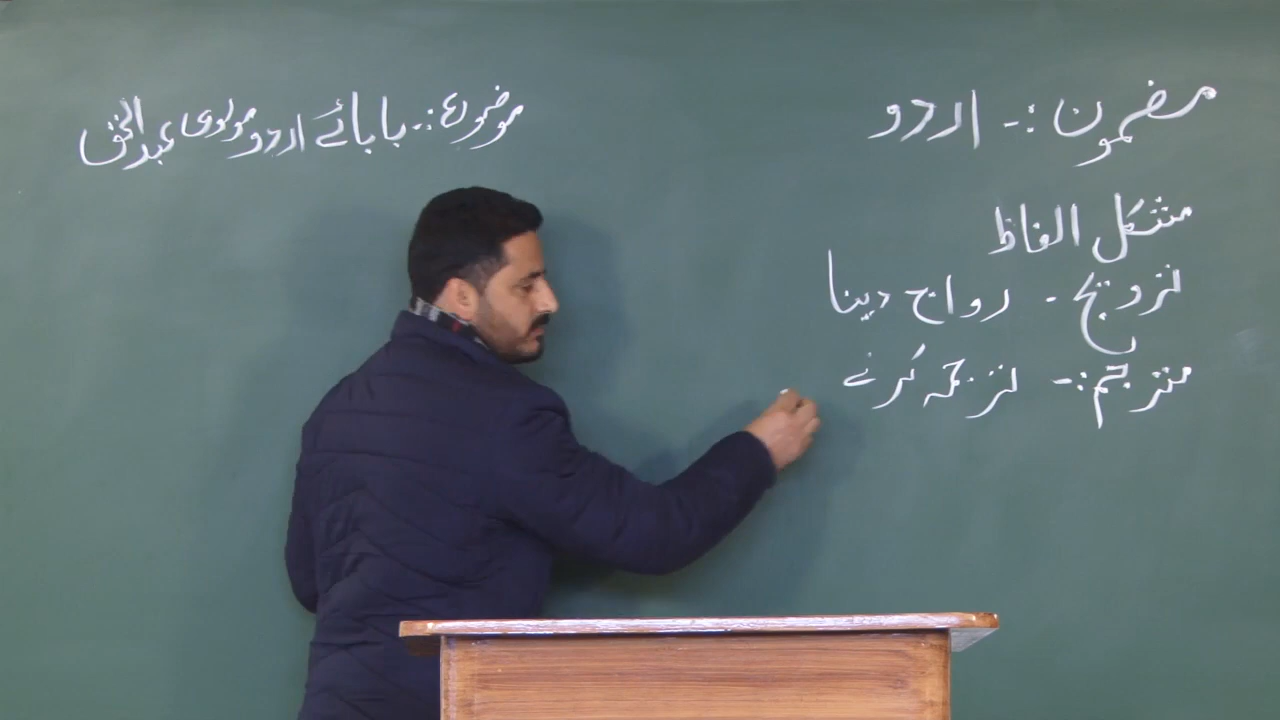 مضمون :۔ اردو
موضوع :۔ بابائے اردو مولوی عبدالحق
مشکل الفاظ
ترویج ۔ رواج دینا
مترجم :۔ ترجمہ کرنے